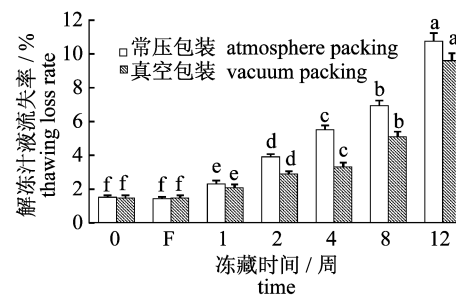 解冻汁液流失率 / %
thawing loss rate
12
10
8
6
4
2
0
常压包装 atmosphere packing
真空包装 vacuum packing
f f
f f
e e
d d
c c
b b
a a
0 F 1 2 4 8 12
冻藏时间 / 周
time